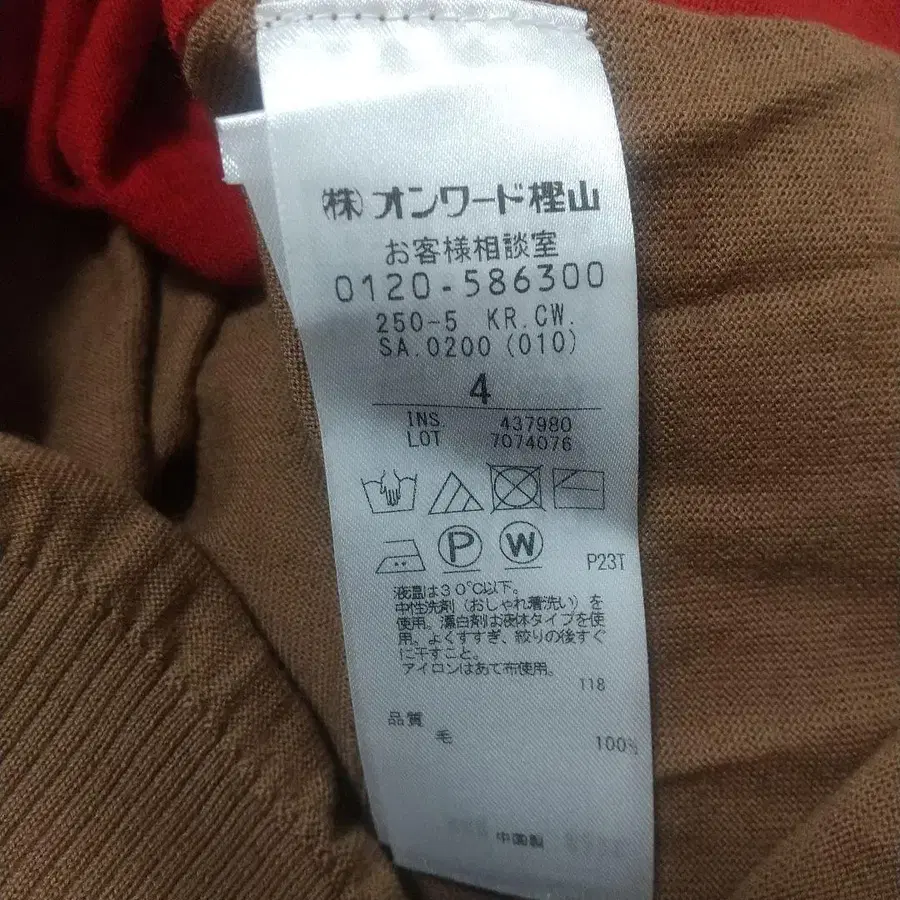 ㈱オンワード樫山
お客様相談室
0120-586300
250-5 KR.CW.
SA.0200 (010)
4
INS 437980
LOT 7074076
P W
P23T
液温は30℃以下。
中性洗剤（おしゃれ着洗い）を
使用。漂白剤は液体タイプを使
用。よくすすぎ、絞りの後すぐ
に干すこと。
アイロンはあて布使用。
118
品質
毛 100%
中国製